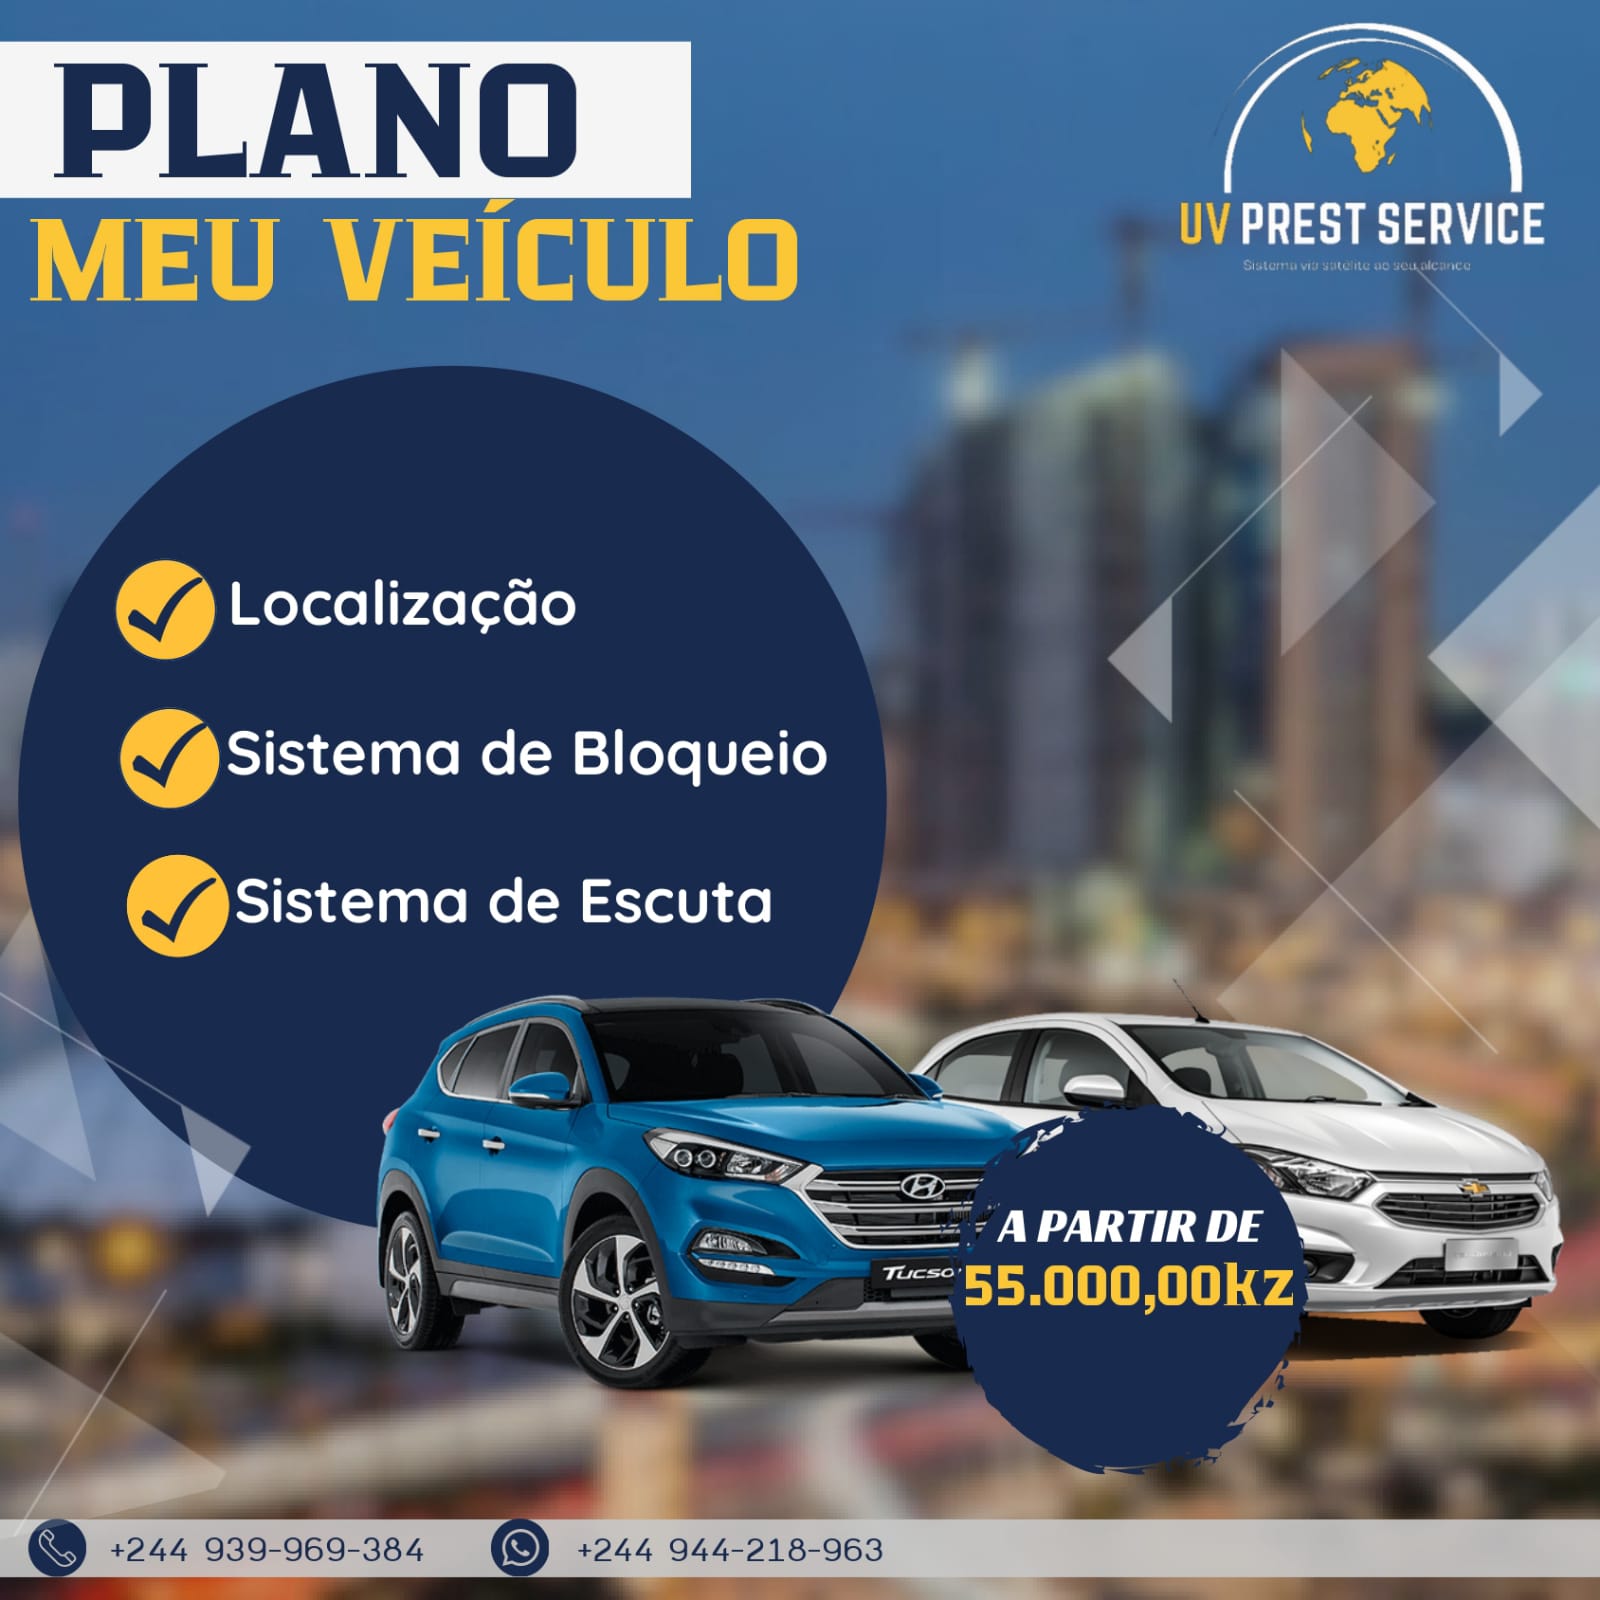 PLANO
MEU VEÍCULO
UV PREST SERVICE
Sistema via satélite ao seu alcance
Localização
Sistema de Bloqueio
Sistema de Escuta
A PARTIR DE
55.000,00kz
+244 939-969-384
+244 944-218-963